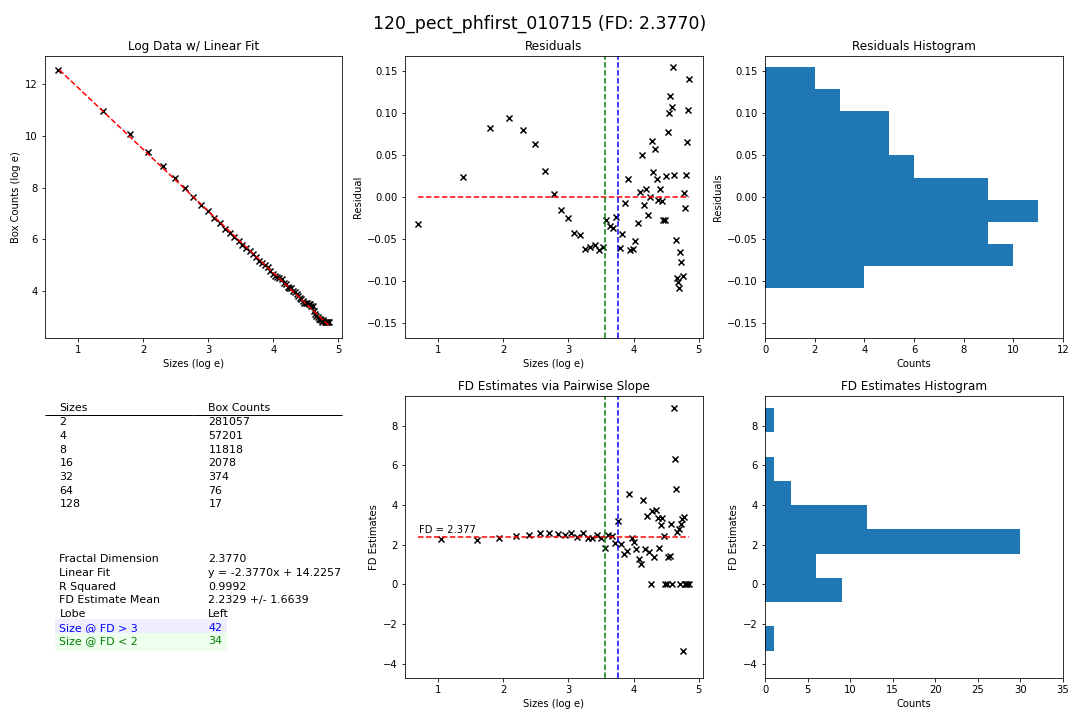 120_pect_phfirst_010715 (FD: 2.3770)
Log Data w/ Linear Fit
12
10
8
6
4
Box Counts (log e)
1 2 3 4 5
Sizes (log e)
Residuals
0.15
0.10
0.05
0.00
−0.05
−0.10
−0.15
Residual
1 2 3 4 5
Sizes (log e)
Residuals Histogram
0.15
0.10
0.05
0.00
−0.05
−0.10
−0.15
Residuals
0 2 4 6 8 10 12
Counts
Sizes Box Counts
2 281057
4 57201
8 11818
16 2078
32 374
64 76
128 17
Fractal Dimension 2.3770
Linear Fit y = -2.3770x + 14.2257
R Squared 0.9992
FD Estimate Mean 2.2329 +/- 1.6639
Lobe Left
Size @ FD > 3 42
Size @ FD < 2 34
FD Estimates via Pairwise Slope
8
6
4
2
0
−2
−4
FD Estimates
FD = 2.377
1 2 3 4 5
Sizes (log e)
FD Estimates Histogram
8
6
4
2
0
−2
−4
FD Estimates
0 5 10 15 20 25 30 35
Counts